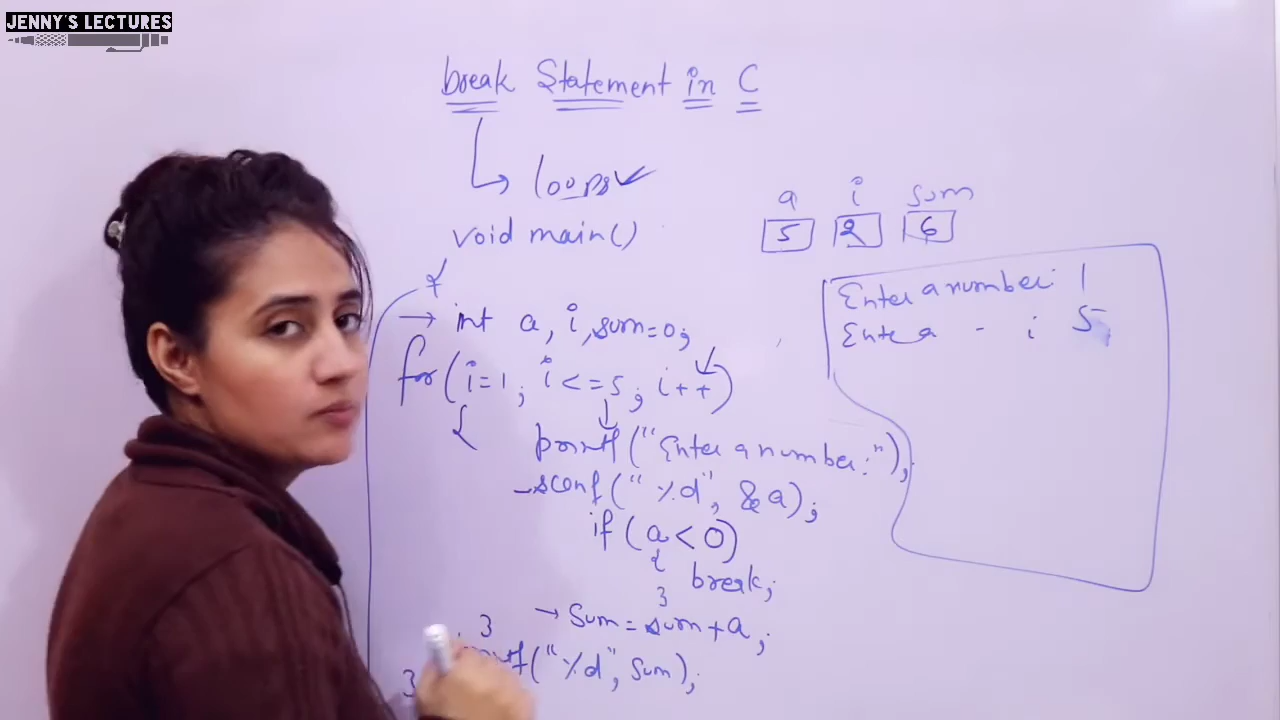 JENNY'S LECTURES
break Statement in C
loops
void main()
{
int a, i, sum=0;
for(i=1; i<=5; i++)
{
printf("Enter a number:");
scnf("%d", &a);
if (a<0)
{
break;
}
Sum=sum+a;
}
printf("%d", Sum);
}
a i sum
5 2 6
Enter a number: 1
Enter a - i 5